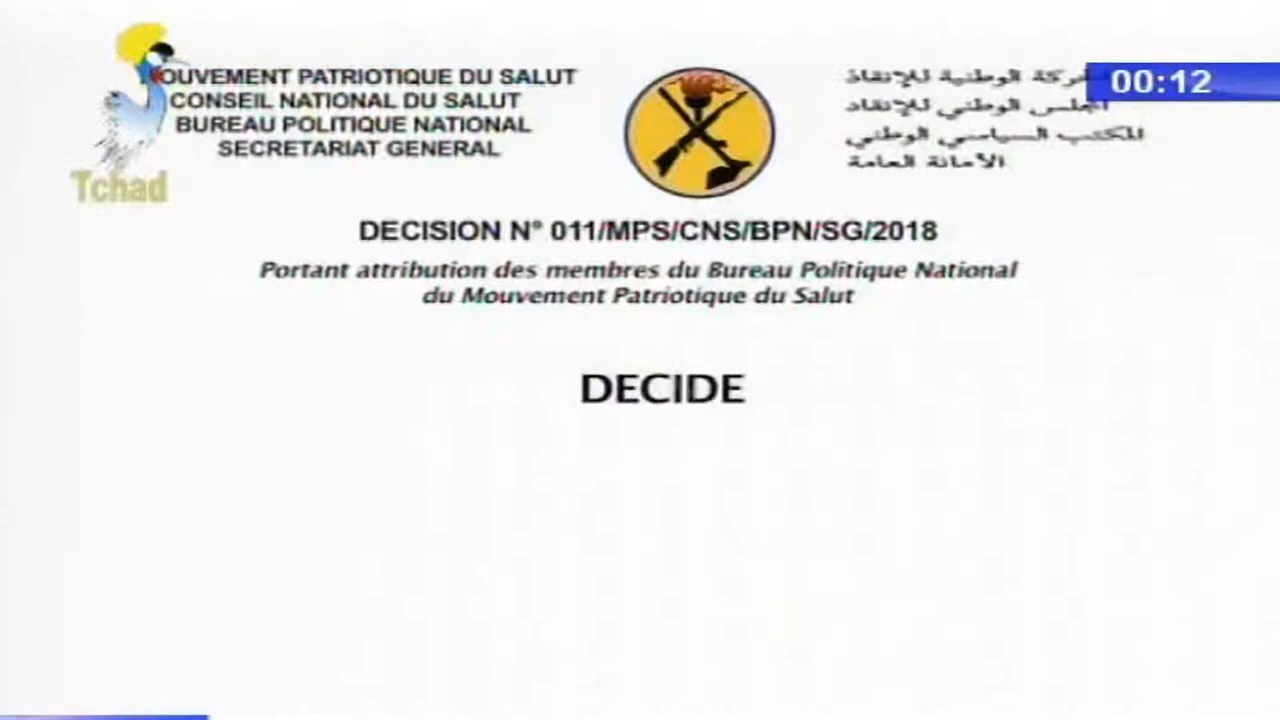 OUVEMENT PATRIOTIQUE DU SALUT
CONSEIL NATIONAL DU SALUT
BUREAU POLITIQUE NATIONAL
SECRETARIAT GENERAL
Tchad
الوطنية للإنقاذ
المجلس الوطني للإنقاذ
المكتب السياسي الوطني
الأمانة العامة
00:12
DECISION N° 011/MPS/CNS/BPN/SG/2018
Portant attribution des membres du Bureau Politique National
du Mouvement Patriotique du Salut
DECIDE